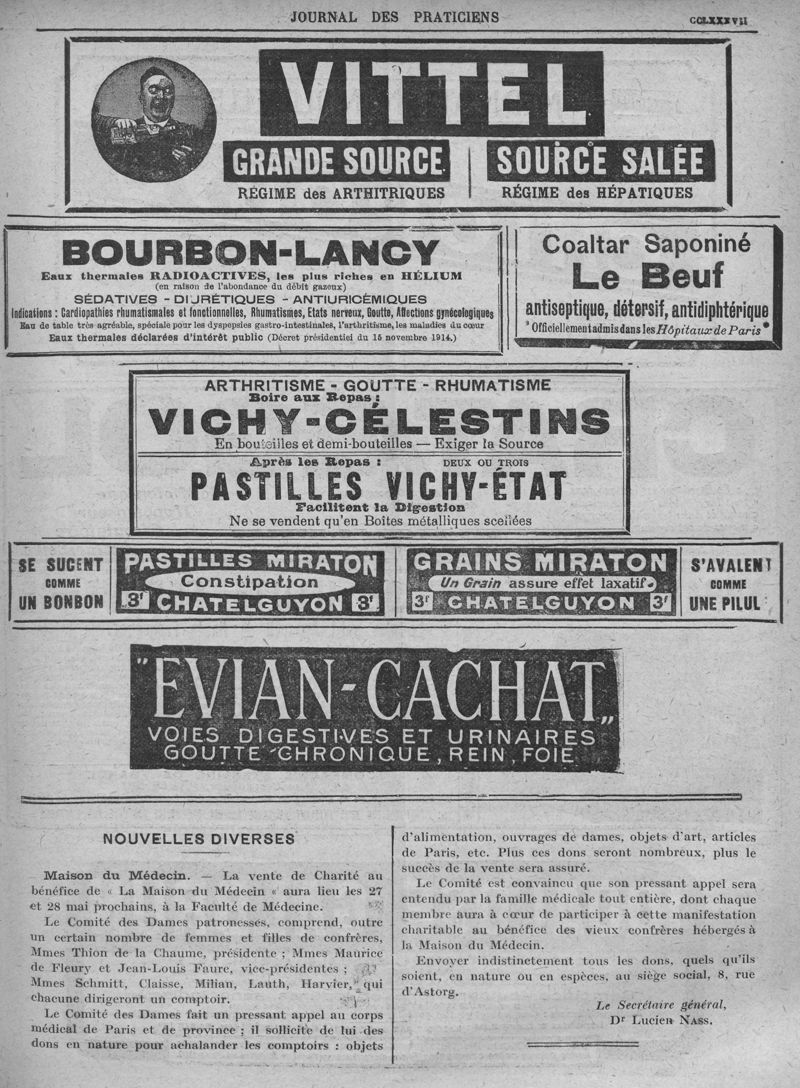 JOURNAL DES PRATICIENS
CCLXXXVII
VITTEL
GRANDE SOURCE
RÉGIME des ARTHITRIQUES
SOURCE SALÉE
RÉGIME des HÉPATIQUES
BOURBON-LANCY
Eaux thermales RADIOACTIVES, les plus riches en HÉLIUM
(en raison de l'abondance du débit gazeux)
SÉDATIVES - DIURÉTIQUES - ANTIURICÉMIQUES
Indications : Cardiopathies rhumatismales et fonctionnelles, Rhumatismes, Etats nerveux, Goutte, Affections gynécologiques
Eau de table très agréable, spéciale pour les dyspepsies gastro-intestinales, l'arthritisme, les maladies du cœur
Eaux thermales déclarées d'intérêt public (Décret présidentiel du 15 novembre 1914.)
Coaltar Saponiné
Le Beuf
antiseptique, détersif, antidiphtérique
"Officiellement admis dans les Hôpitaux de Paris"
ARTHRITISME - GOUTTE - RHUMATISME
Boire aux Repas :
VICHY-CÉLESTINS
En bouteilles et demi-bouteilles — Exiger la Source
Après les Repas : DEUX OU TROIS
PASTILLES VICHY-ÉTAT
Facilitent la Digestion
Ne se vendent qu'en Boîtes métalliques scellées
SE SUCENT
COMME
UN BONBON
PASTILLES MIRATON
Constipation
3f CHATELGUYON 3f
GRAINS MIRATON
Un Grain assure effet laxatif
3f CHATELGUYON 3f
S'AVALENT
COMME
UNE PILUL
"EVIAN-CACHAT„
VOIES DIGESTIVES ET URINAIRES
GOUTTE CHRONIQUE, REIN, FOIE
NOUVELLES DIVERSES
Maison du Médecin. — La vente de Charité au
bénéfice de « La Maison du Médecin « aura lieu les 27
et 28 mai prochains, à la Faculté de Médecine.
Le Comité des Dames patronesses, comprend, outre
un certain nombre de femmes et filles de confrères,
Mmes Thion de la Chaume, présidente ; Mmes Maurice
de Fleury et Jean-Louis Faure, vice-présidentes ;
Mmes Schmitt, Claisse, Milian, Lauth, Harvier, qui
chacune dirigeront un comptoir.
Le Comité des Dames fait un pressant appel au corps
médical de Paris et de province ; il sollicite de lui des
dons en nature pour achalander les comptoirs : objets
d'alimentation, ouvrages de dames, objets d'art, articles
de Paris, etc. Plus ces dons seront nombreux, plus le
succès de la vente sera assuré.
Le Comité est convaincu que son pressant appel sera
entendu par la famille médicale tout entière, dont chaque
membre aura à cœur de participer à cette manifestation
charitable au bénéfice des vieux confrères hébergés à
la Maison du Médecin.
Envoyer indistinctement tous les dons, quels qu'ils
soient, en nature ou en espèces, au siège social, 8, rue
d'Astorg.
Le Secrétaire général,
Dr Lucien NASS.